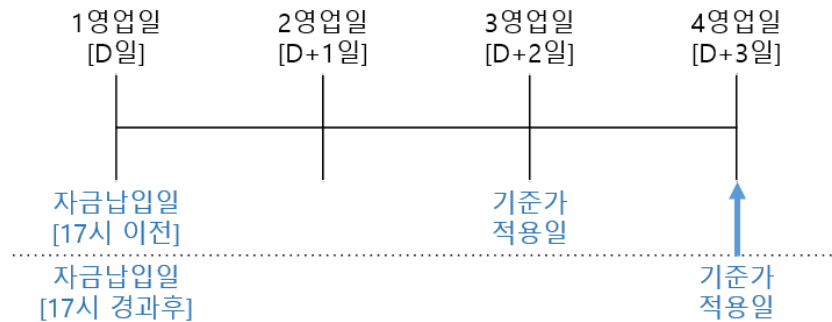 1영업일 2영업일 3영업일 4영업일
[D일] [D+1일] [D+2일] [D+3일]
자금납입일 기준가
[17시 이전] 적용일
자금납입일 기준가
[17시 경과후] 적용일